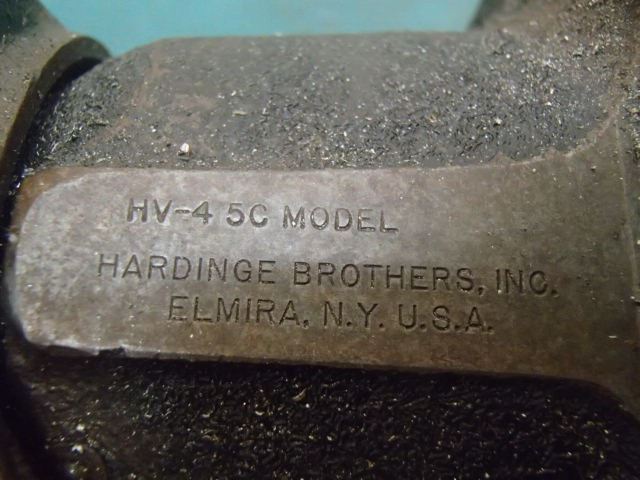 HV-4 5C MODEL
HARDINGE BROTHERS, INC.
ELMIRA, N.Y. U.S.A.